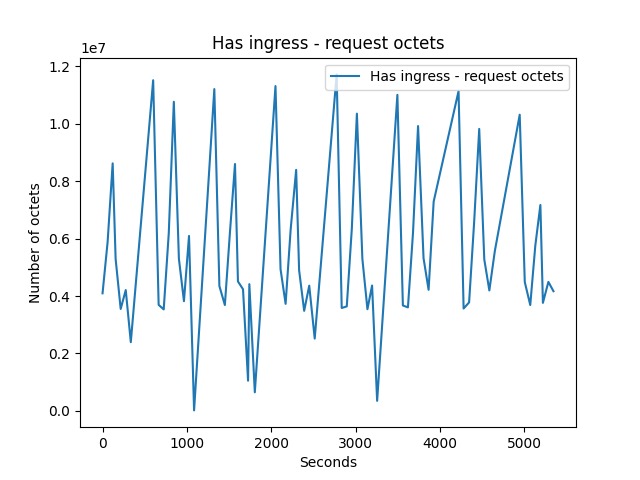 Has ingress - request octets
1e7
Has ingress - request octets
1.2
1.0
0.8
0.6
0.4
0.2
0.0
Number of octets
0 1000 2000 3000 4000 5000
Seconds